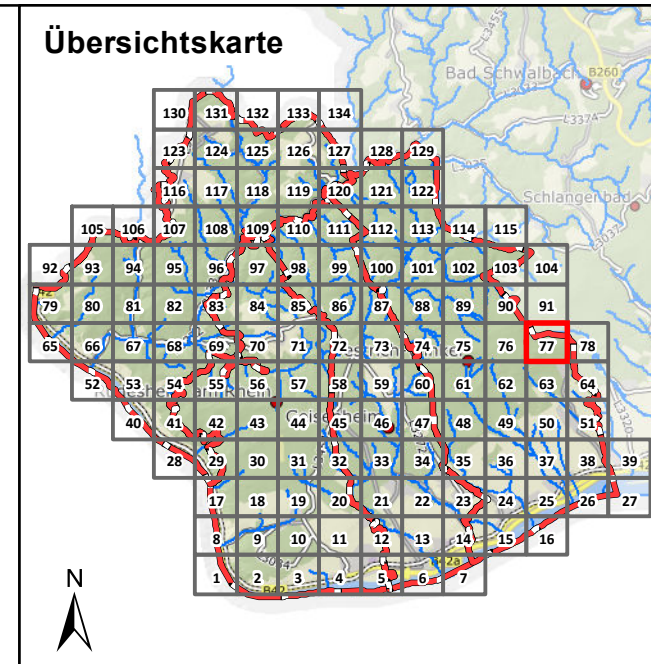 Übersichtskarte
Bad Schwalbach
B260
L3374
L3035
Schlangenbad
L3037
130 131 132 133 134
123 124 125 126 127 128 129
116 117 118 119 120 121 122
105 106 107 108 109 110 111 112 113 114 115
92 93 94 95 96 97 98 99 100 101 102 103 104
79 80 81 82 83 84 85 86 87 88 89 90 91
65 66 67 68 69 70 71 72 73 74 75 76 77 78
52 53 54 55 56 57 58 59 60 61 62 63 64
40 41 42 43 44 45 46 47 48 49 50 51
Geisenheim
28 29 30 31 32 33 34 35 36 37 38 39
17 18 19 20 21 22 23 24 25 26 27
8 9 10 11 12 13 14 15 16
L3034
B42a
1 2 3 4 5 6 7
B42
N